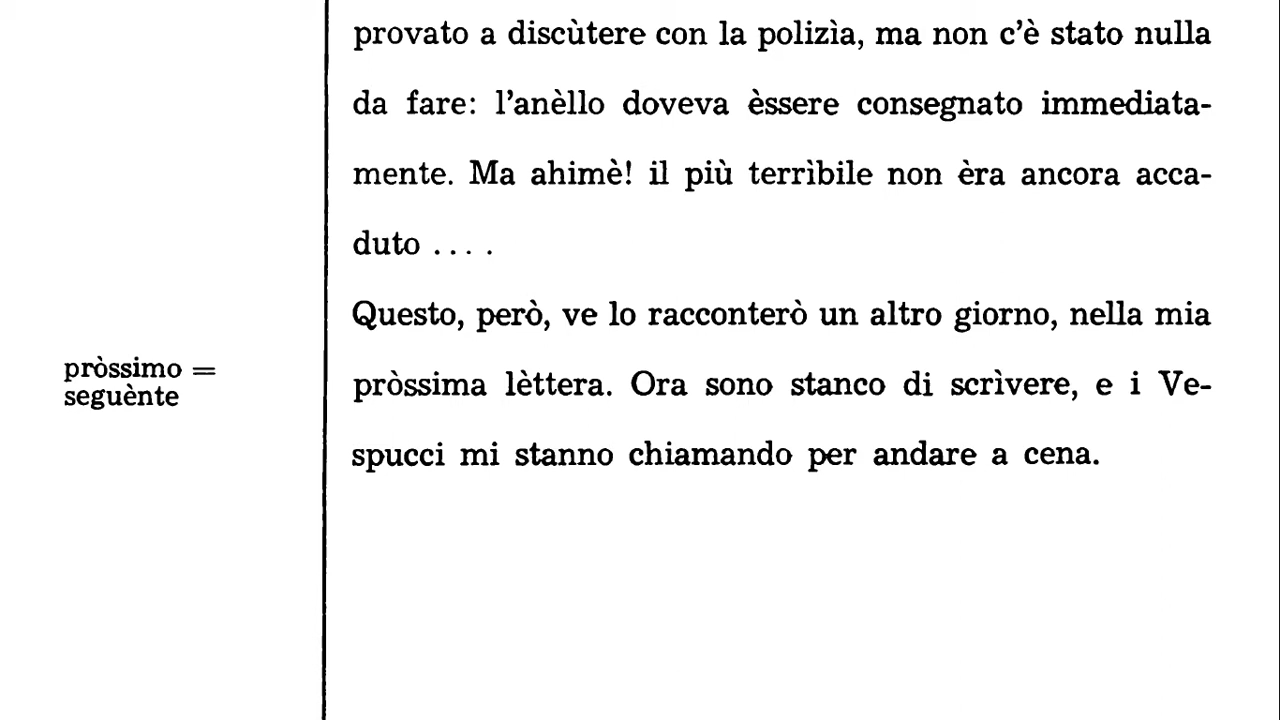 provato a discùtere con la polizìa, ma non c'è stato nulla
da fare: l'anèllo doveva èssere consegnato immediata-
mente. Ma ahimè! il più terrìbile non èra ancora acca-
duto ....
Questo, però, ve lo racconterò un altro giorno, nella mia
pròssimo =
seguènte
pròssima lèttera. Ora sono stanco di scrìvere, e i Ve-
spucci mi stanno chiamando per andare a cena.